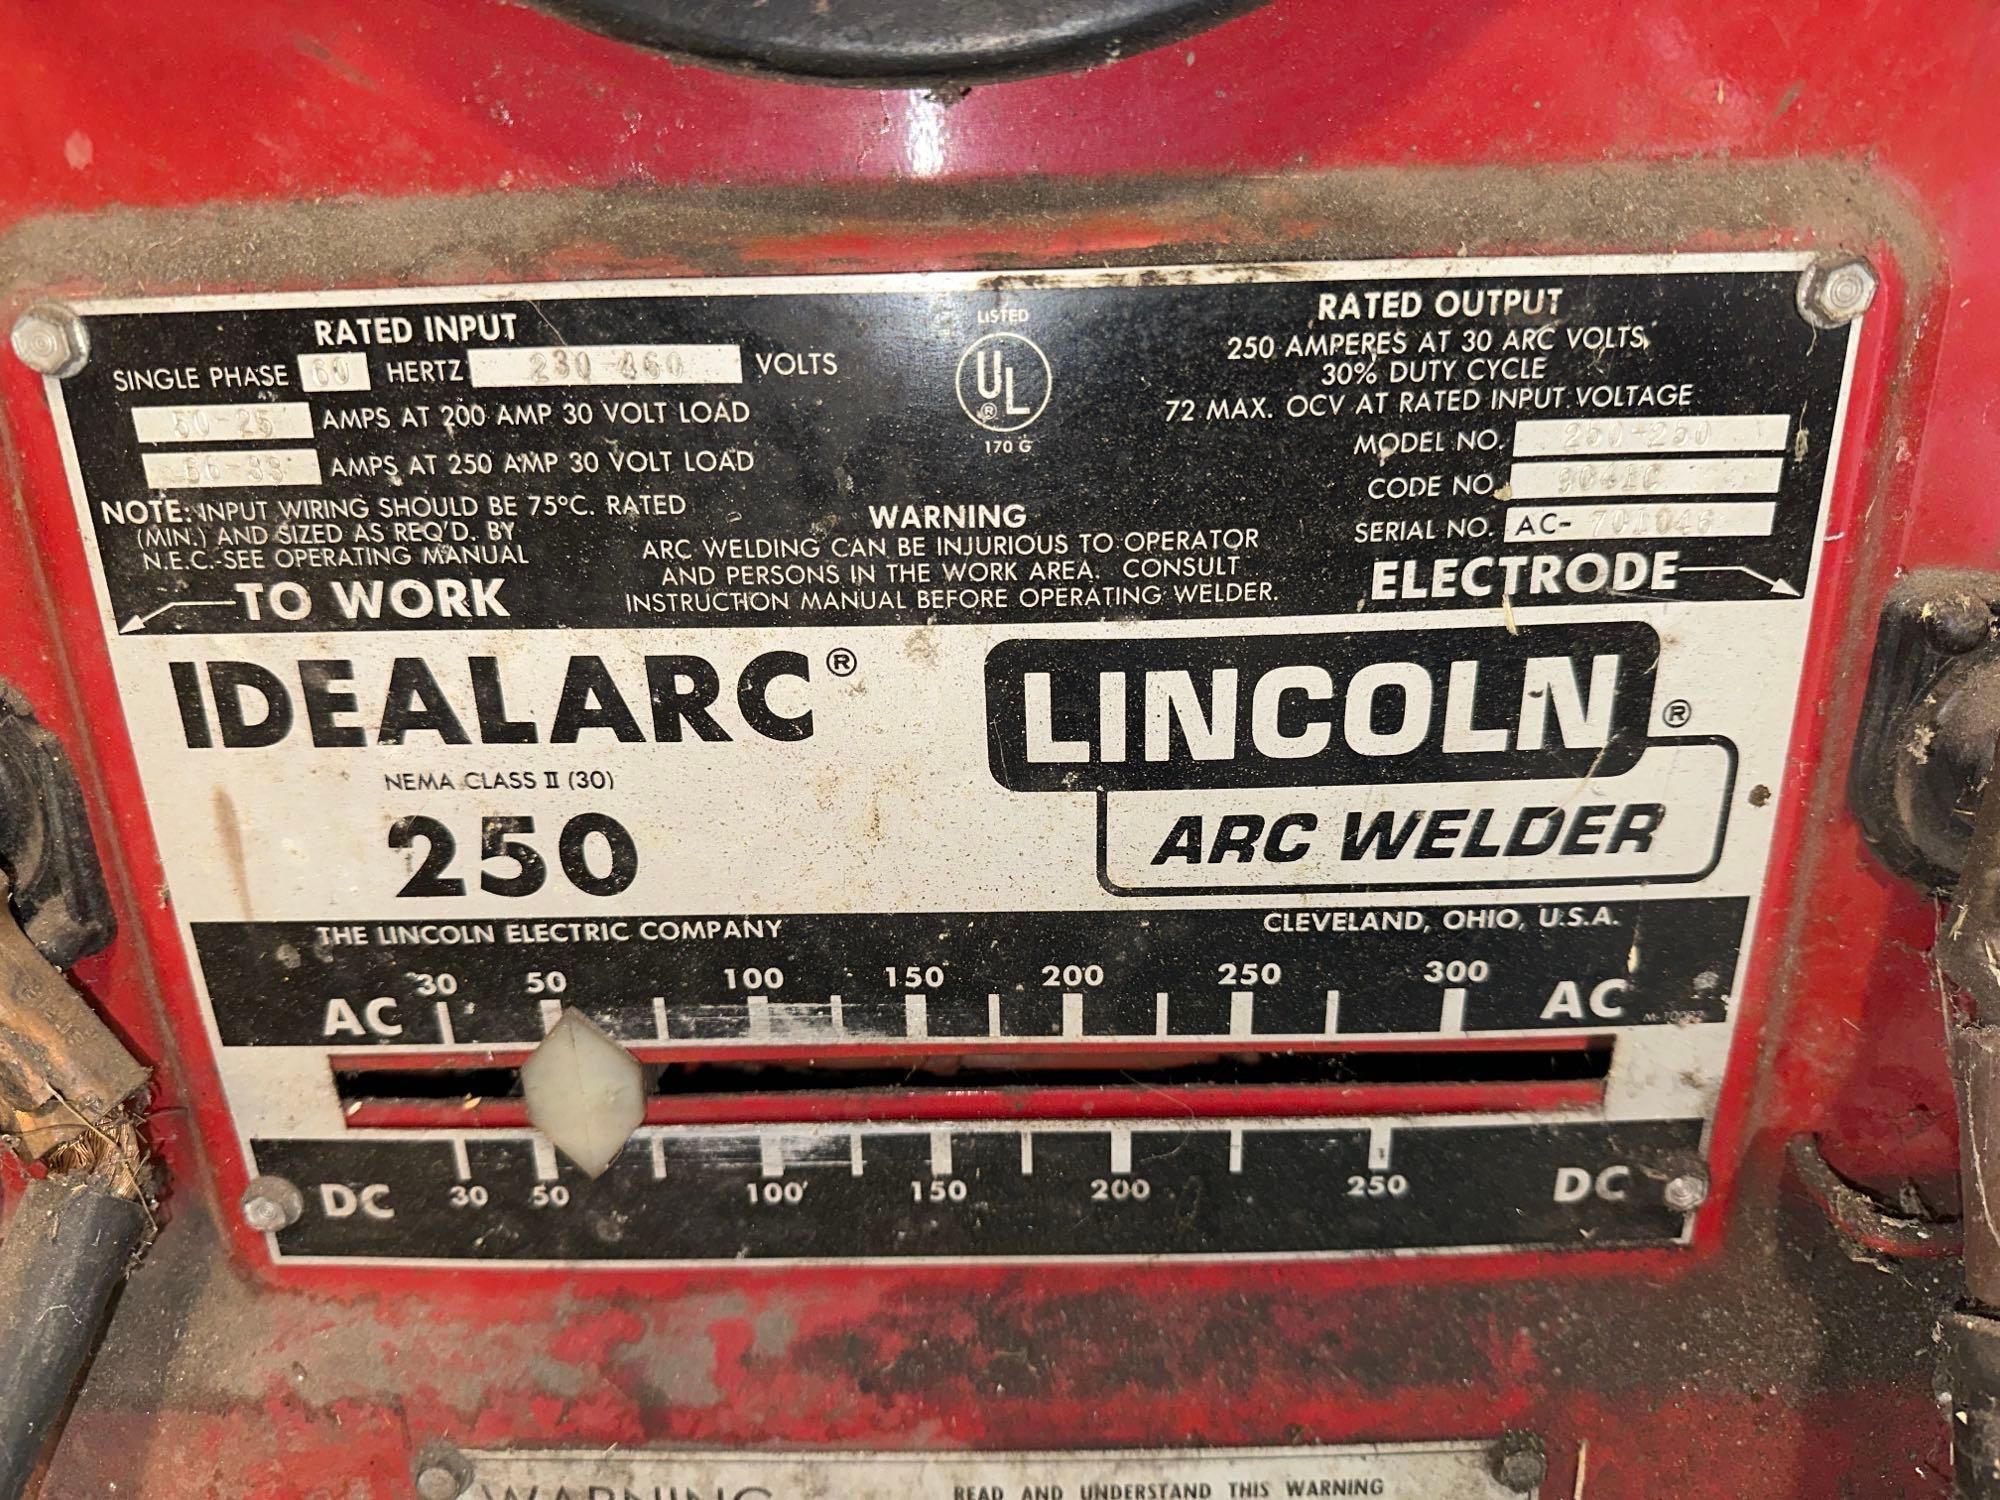 RATED INPUT
SINGLE PHASE 60 HERTZ 230-460 VOLTS
50-25 AMPS AT 200 AMP 30 VOLT LOAD
AMPS AT 250 AMP 30 VOLT LOAD
NOTE: INPUT WIRING SHOULD BE 75°C. RATED
(MIN.) AND SIZED AS REQ'D. BY
N.E.C.-SEE OPERATING MANUAL
TO WORK
LISTED
UL
®
170 G
WARNING
ARC WELDING CAN BE INJURIOUS TO OPERATOR
AND PERSONS IN THE WORK AREA. CONSULT
INSTRUCTION MANUAL BEFORE OPERATING WELDER.
RATED OUTPUT
250 AMPERES AT 30 ARC VOLTS,
30% DUTY CYCLE
72 MAX. OCV AT RATED INPUT VOLTAGE
MODEL NO. 250-250
CODE NO.
SERIAL NO. AC-701046
ELECTRODE
IDEALARC®
NEMA CLASS II (30)
250
LINCOLN®
ARC WELDER
THE LINCOLN ELECTRIC COMPANY
CLEVELAND, OHIO, U.S.A.
30 50 100 150 200 250 300
AC AC
DC DC
30 50 100 150 200 250
WARNING
READ AND UNDERSTAND THIS WARNING